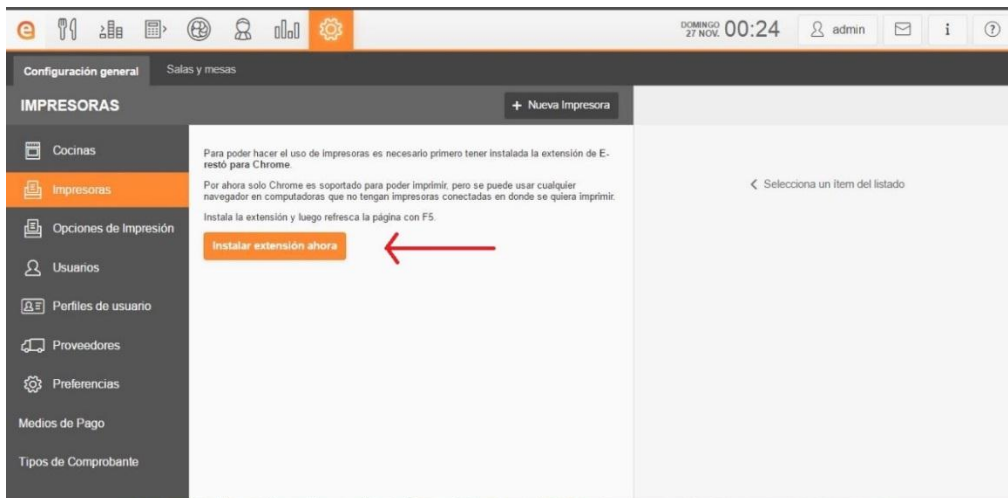 DOMINGO
27 NOV. 00:24
admin
Configuración general
Salas y mesas
IMPRESORAS
+ Nueva Impresora
Cocinas
Impresoras
Opciones de Impresión
Usuarios
Perfiles de usuario
Proveedores
Preferencias
Medios de Pago
Tipos de Comprobante
Para poder hacer el uso de impresoras es necesario primero tener instalada la extensión de E-
restó para Chrome.
Por ahora solo Chrome es soportado para poder imprimir, pero se puede usar cualquier
navegador en computadoras que no tengan impresoras conectadas en donde se quiera imprimir.
Instala la extensión y luego refresca la página con F5.
Instalar extensión ahora
Selecciona un ítem del listado